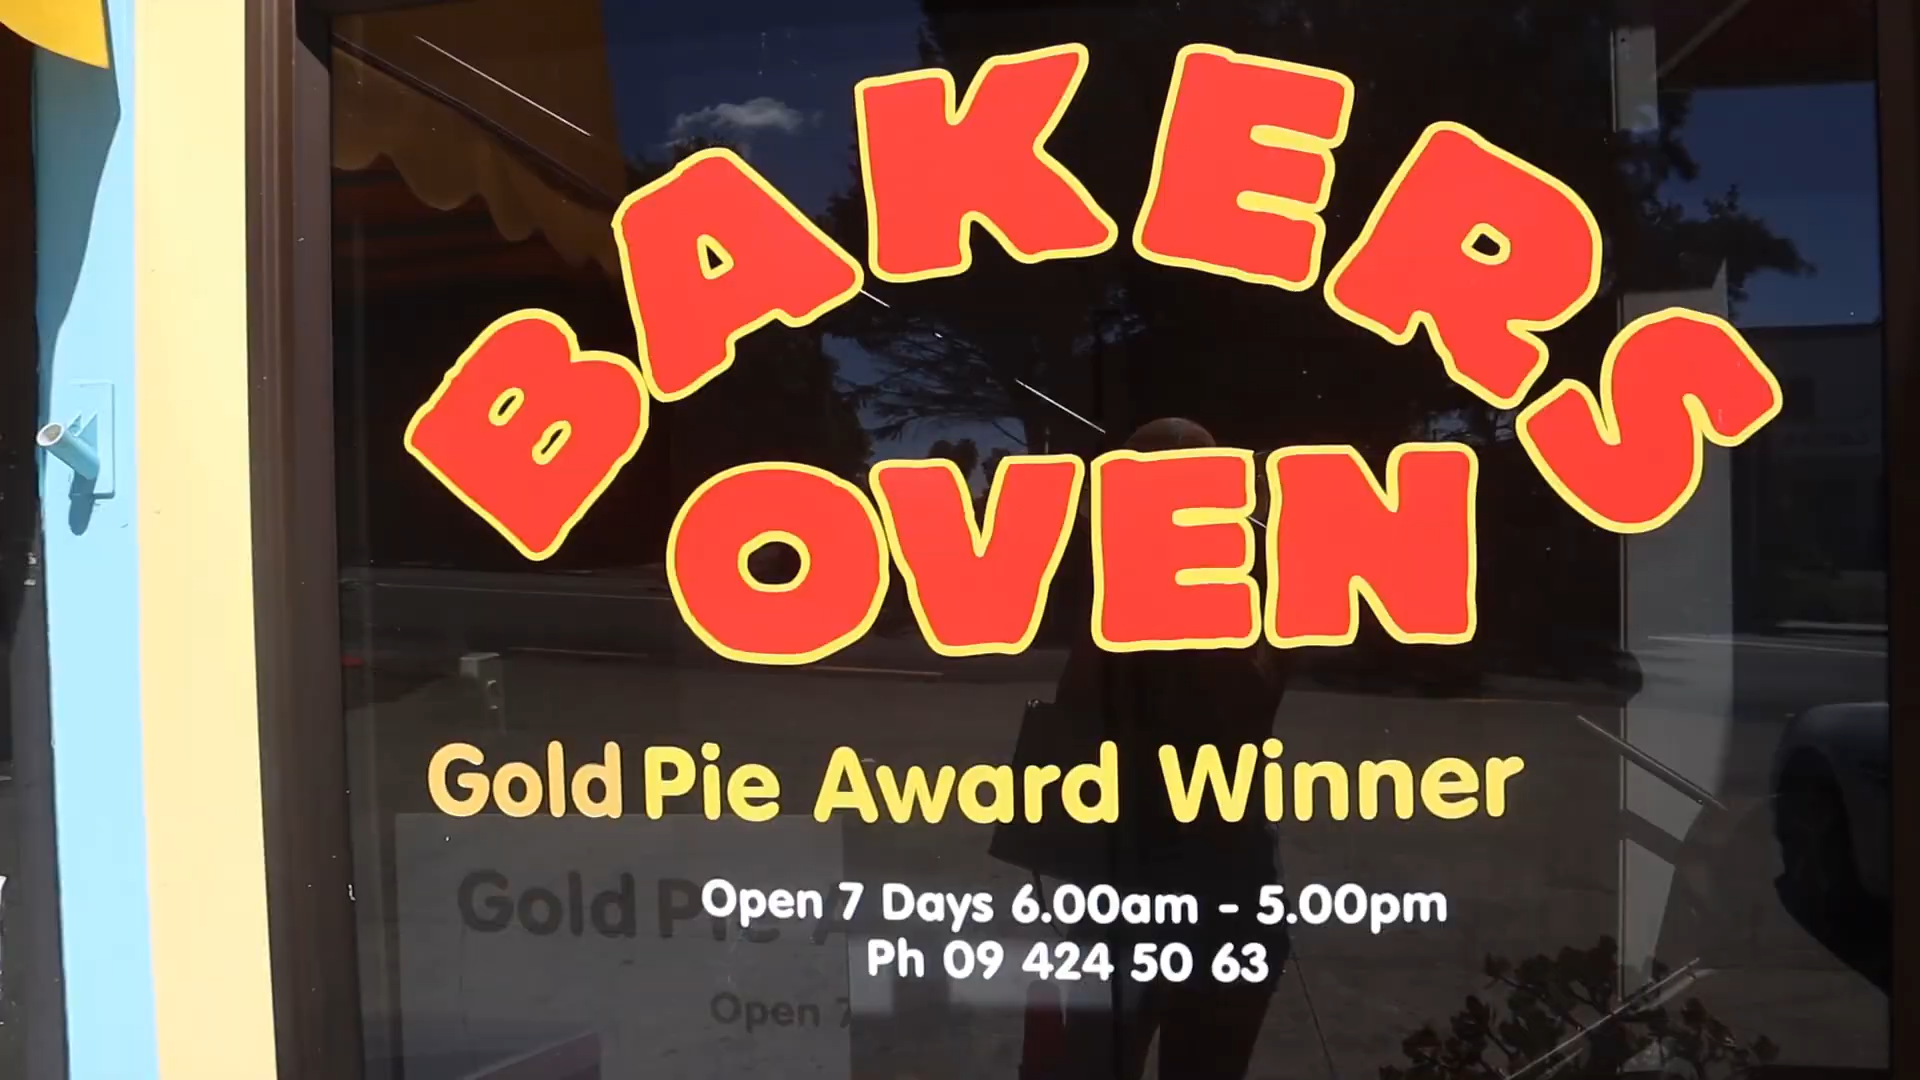 BAKERS
OVEN
Gold Pie Award Winner
Open 7 Days 6.00am - 5.00pm
Ph 09 424 50 63